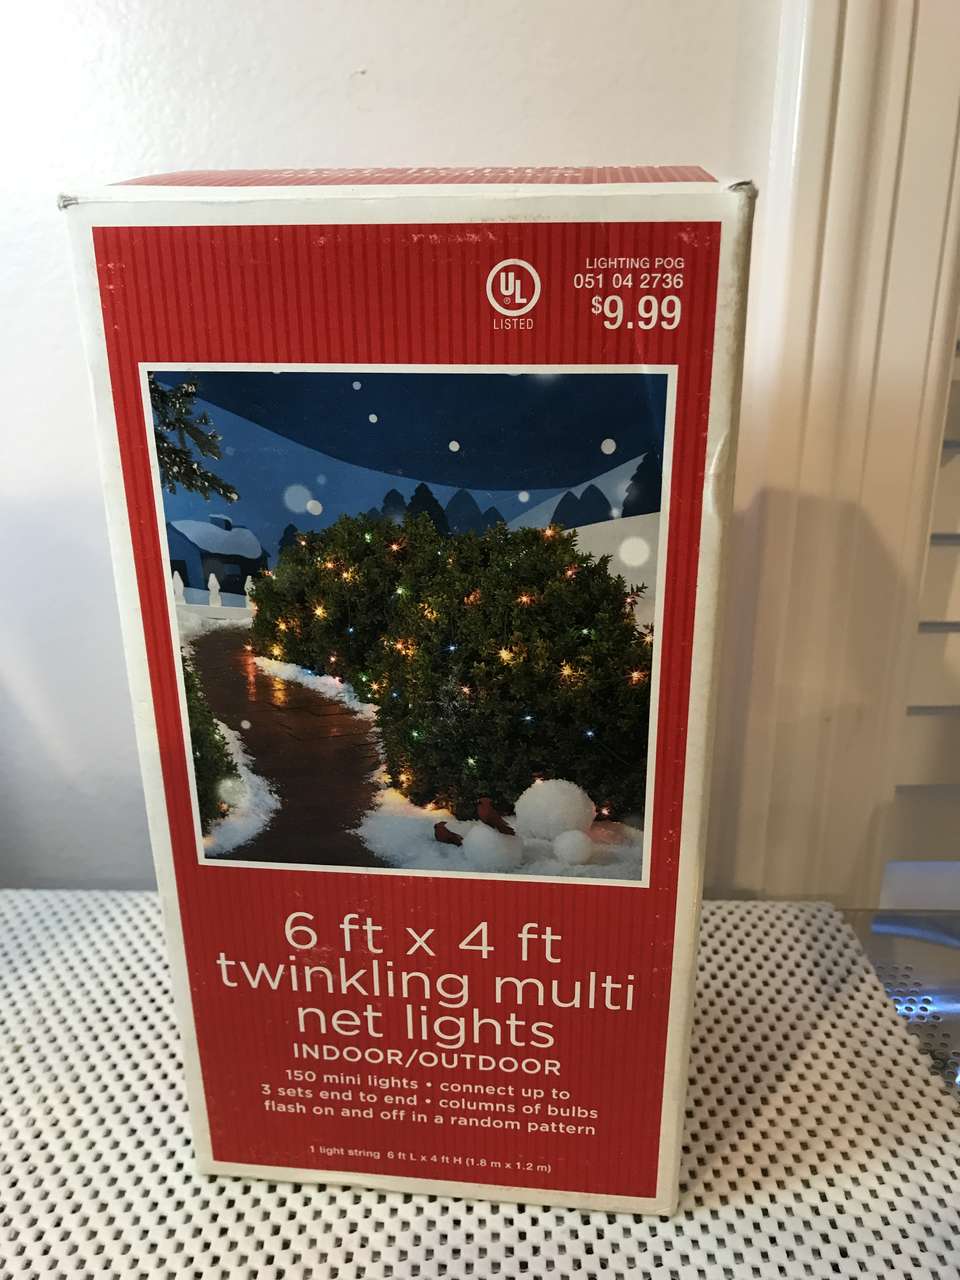 UL
®
LISTED
LIGHTING POG
051 04 2736
$9.99
6 ft x 4 ft
twinkling multi
net lights
INDOOR/OUTDOOR
150 mini lights • connect up to
3 sets end to end • columns of bulbs
flash on and off in a random pattern
1 light string 6 ft L x 4 ft H (1.8 m x 1.2 m)